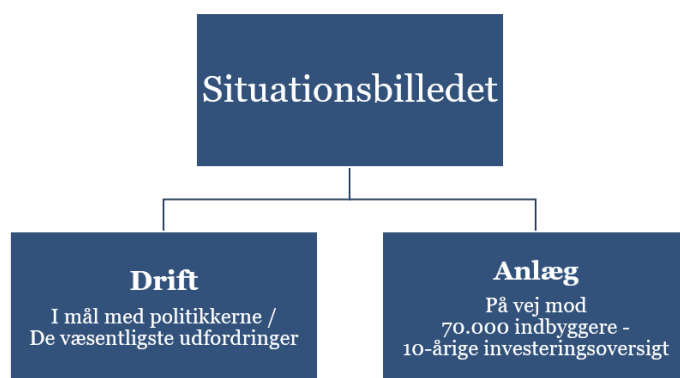 Situationsbilledet
Drift
I mål med politikkerne /
De væsentligste udfordringer
Anlæg
På vej mod
70.000 indbyggere -
10-årige investeringsoversigt